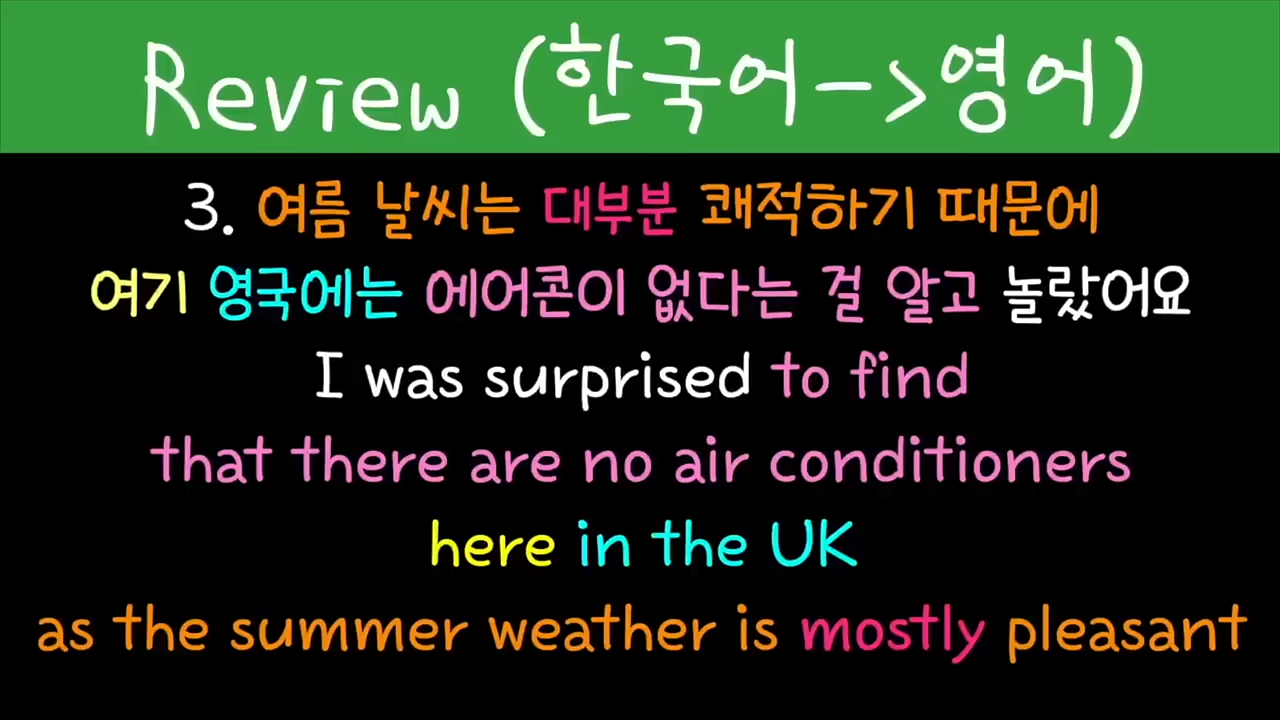 Review (한국어->영어)
3. 여름 날씨는 대부분 쾌적하기 때문에
여기 영국에는 에어콘이 없다는 걸 알고 놀랐어요
I was surprised to find
that there are no air conditioners
here in the UK
as the summer weather is mostly pleasant